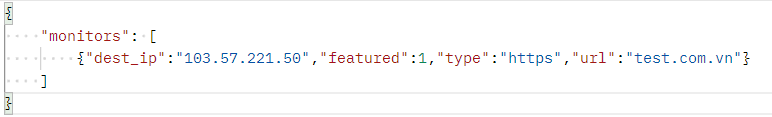 {
"monitors": [
{"dest_ip":"103.57.221.50","featured":1,"type":"https","url":"test.com.vn"}
]
}